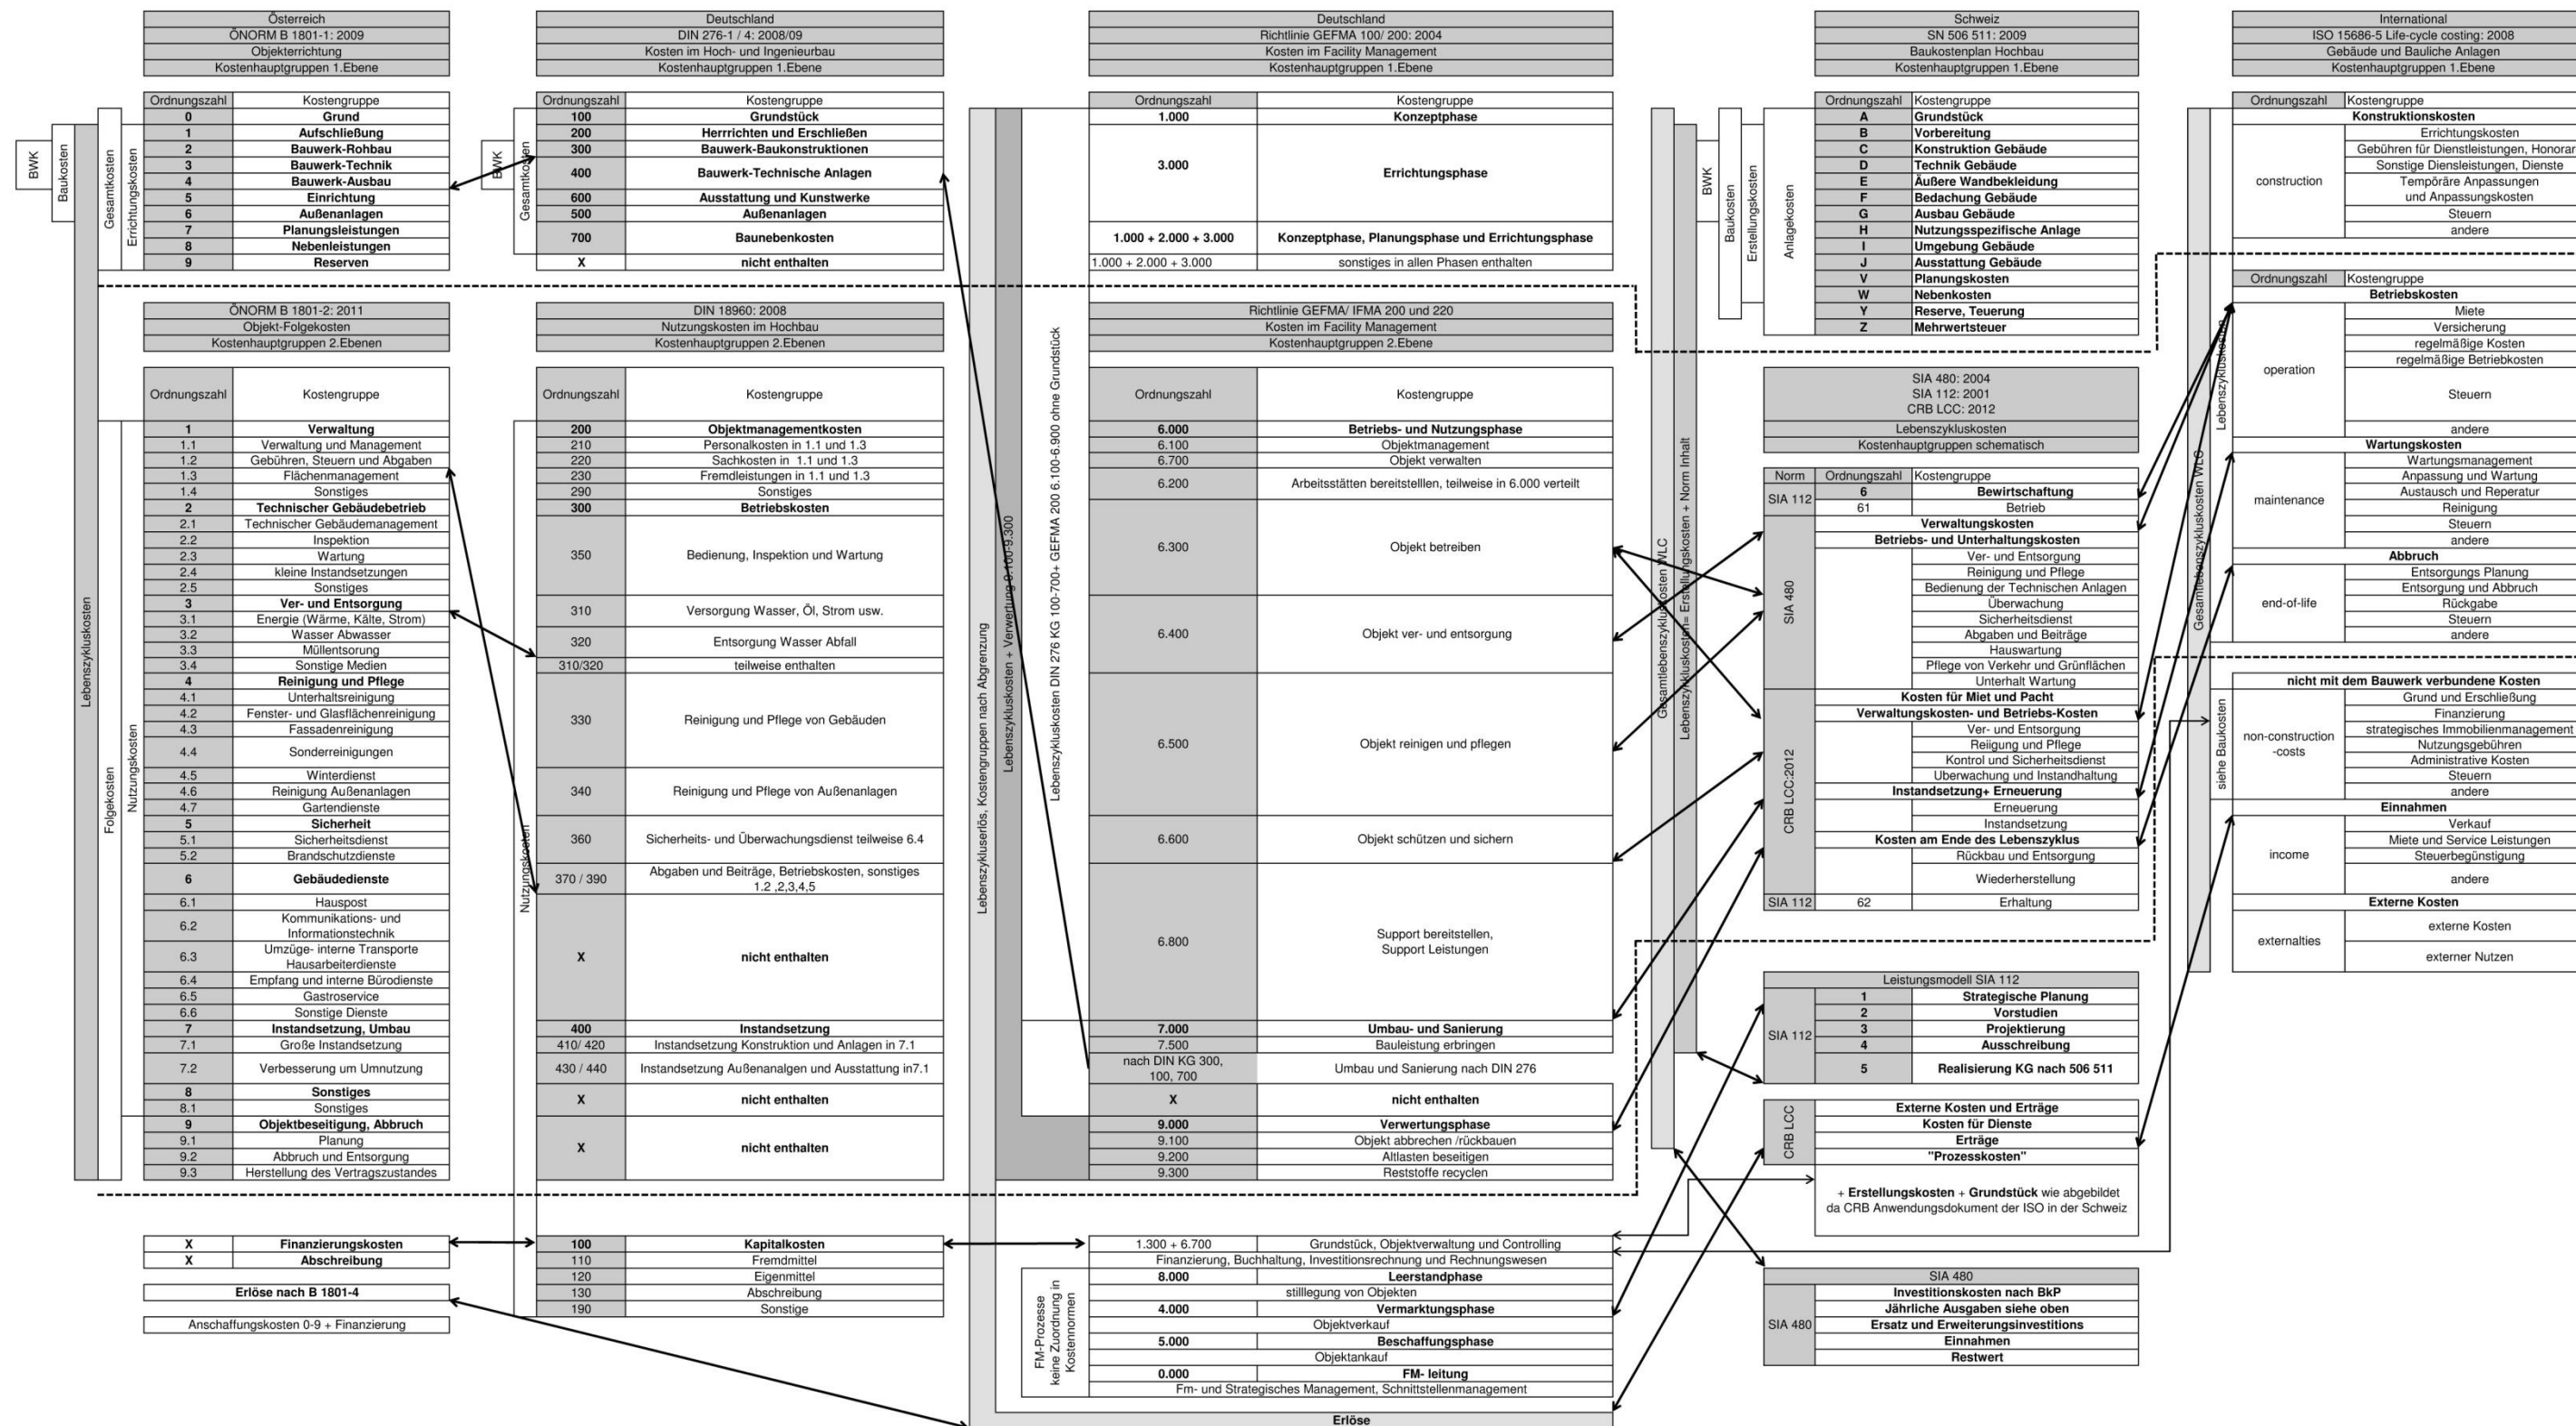 Österreich
ÖNORM B 1801-1: 2009
Objekterrichtung
Kostenhauptgruppen 1.Ebene
BWK
Baukosten
Gesamtkosten
Errichtungskosten
Ordnungszahl Kostengruppe
0 Grund
1 Aufschließung
2 Bauwerk-Rohbau
3 Bauwerk-Technik
4 Bauwerk-Ausbau
5 Einrichtung
6 Außenanlagen
7 Planungsleistungen
8 Nebenleistungen
9 Reserven
ÖNORM B 1801-2: 2011
Objekt-Folgekosten
Kostenhauptgruppen 2.Ebenen
Lebenszykluskosten
Folgekosten
Nutzungskosten
Ordnungszahl Kostengruppe
1 Verwaltung
1.1 Verwaltung und Management
1.2 Gebühren, Steuern und Abgaben
1.3 Flächenmanagement
1.4 Sonstiges
2 Technischer Gebäudebetrieb
2.1 Technischer Gebäudemanagement
2.2 Inspektion
2.3 Wartung
2.4 kleine Instandsetzungen
2.5 Sonstiges
3 Ver- und Entsorgung
3.1 Energie (Wärme, Kälte, Strom)
3.2 Wasser Abwasser
3.3 Müllentsorung
3.4 Sonstige Medien
4 Reinigung und Pflege
4.1 Unterhaltsreinigung
4.2 Fenster- und Glasflächenreinigung
4.3 Fassadenreinigung
4.4 Sonderreinigungen
4.5 Winterdienst
4.6 Reinigung Außenanlagen
4.7 Gartendienste
5 Sicherheit
5.1 Sicherheitsdienst
5.2 Brandschutzdienste
6 Gebäudedienste
6.1 Hauspost
6.2 Kommunikations- und
Informationstechnik
6.3 Umzüge- interne Transporte
Hausarbeiterdienste
6.4 Empfang und interne Bürodienste
6.5 Gastroservice
6.6 Sonstige Dienste
7 Instandsetzung, Umbau
7.1 Große Instandsetzung
7.2 Verbesserung um Umnutzung
8 Sonstiges
8.1 Sonstiges
9 Objektbeseitigung, Abbruch
9.1 Planung
9.2 Abbruch und Entsorgung
9.3 Herstellung des Vertragszustandes
X Finanzierungskosten
X Abschreibung
Erlöse nach B 1801-4
Anschaffungskosten 0-9 + Finanzierung
Deutschland
DIN 276-1 / 4: 2008/09
Kosten im Hoch- und Ingenieurbau
Kostenhauptgruppen 1.Ebene
BWK
Gesamtkosten
Ordnungszahl Kostengruppe
100 Grundstück
200 Herrrichten und Erschließen
300 Bauwerk-Baukonstruktionen
400 Bauwerk-Technische Anlagen
600 Ausstattung und Kunstwerke
500 Außenanlagen
700 Baunebenkosten
X nicht enthalten
DIN 18960: 2008
Nutzungskosten im Hochbau
Kostenhauptgruppen 2.Ebenen
Nutzungskosten
Ordnungszahl Kostengruppe
200 Objektmanagementkosten
210 Personalkosten in 1.1 und 1.3
220 Sachkosten in 1.1 und 1.3
230 Fremdleistungen in 1.1 und 1.3
290 Sonstiges
300 Betriebskosten
350 Bedienung, Inspektion und Wartung
310 Versorgung Wasser, Öl, Strom usw.
320 Entsorgung Wasser Abfall
310/320 teilweise enthalten
330 Reinigung und Pflege von Gebäuden
340 Reinigung und Pflege von Außenanlagen
360 Sicherheits- und Überwachungsdienst teilweise 6.4
370 / 390 Abgaben und Beiträge, Betriebskosten, sonstiges
1.2 ,2,3,4,5
X nicht enthalten
400 Instandsetzung
410/ 420 Instandsetzung Konstruktion und Anlagen in 7.1
430 / 440 Instandsetzung Außenanalgen und Ausstattung in7.1
X nicht enthalten
X nicht enthalten
100 Kapitalkosten
110 Fremdmittel
120 Eigenmittel
130 Abschreibung
190 Sonstige
Deutschland
Richtlinie GEFMA 100/ 200: 2004
Kosten im Facility Management
Kostenhauptgruppen 1.Ebene
Lebenszykluserlös, Kostengruppen nach Abgrenzung
Lebenszykluskosten + Verwertung 9.100-9.300
Lebenszykluskosten DIN 276 KG 100-700+ GEFMA 200 6.100-6.900 ohne Grundstück
Ordnungszahl Kostengruppe
1.000 Konzeptphase
3.000 Errichtungsphase
1.000 + 2.000 + 3.000 Konzeptphase, Planungsphase und Errichtungsphase
1.000 + 2.000 + 3.000 sonstiges in allen Phasen enthalten
Richtlinie GEFMA/ IFMA 200 und 220
Kosten im Facility Management
Kostenhauptgruppen 2.Ebene
Ordnungszahl Kostengruppe
6.000 Betriebs- und Nutzungsphase
6.100 Objektmanagement
6.700 Objekt verwalten
6.200 Arbeitsstätten bereitstelllen, teilweise in 6.000 verteilt
6.300 Objekt betreiben
6.400 Objekt ver- und entsorgung
6.500 Objekt reinigen und pflegen
6.600 Objekt schützen und sichern
6.800 Support bereitstellen,
Support Leistungen
7.000 Umbau- und Sanierung
7.500 Bauleistung erbringen
nach DIN KG 300,
100, 700 Umbau und Sanierung nach DIN 276
X nicht enthalten
9.000 Verwertungsphase
9.100 Objekt abbrechen /rückbauen
9.200 Altlasten beseitigen
9.300 Reststoffe recyclen
1.300 + 6.700 Grundstück, Objektverwaltung und Controlling
Finanzierung, Buchhaltung, Investitionsrechnung und Rechnungswesen
FM-Prozesse
keine Zuordnung in
Kostennormen
8.000 Leerstandphase
stilllegung von Objekten
4.000 Vermarktungsphase
Objektverkauf
5.000 Beschaffungsphase
Objektankauf
0.000 FM- leitung
Fm- und Strategisches Management, Schnittstellenmanagement
Erlöse
Schweiz
SN 506 511: 2009
Baukostenplan Hochbau
Kostenhauptgruppen 1.Ebene
Gesamtlebenszykluskosten WLC
Lebenszykluskosten= Erstellungskosten + Norm Inhalt
BWK
Baukosten
Erstellungskosten
Anlagekosten
Ordnungszahl Kostengruppe
A Grundstück
B Vorbereitung
C Konstruktion Gebäude
D Technik Gebäude
E Äußere Wandbekleidung
F Bedachung Gebäude
G Ausbau Gebäude
H Nutzungsspezifische Anlage
I Umgebung Gebäude
J Ausstattung Gebäude
V Planungskosten
W Nebenkosten
Y Reserve, Teuerung
Z Mehrwertsteuer
SIA 480: 2004
SIA 112: 2001
CRB LCC: 2012
Lebenszykluskosten
Kostenhauptgruppen schematisch
Norm Ordnungszahl Kostengruppe
SIA 112
6 Bewirtschaftung
61 Betrieb
SIA 480
Verwaltungskosten
Betriebs- und Unterhaltungskosten
Ver- und Entsorgung
Reinigung und Pflege
Bedienung der Technischen Anlagen
Überwachung
Sicherheitsdienst
Abgaben und Beiträge
Hauswartung
Pflege von Verkehr und Grünflächen
Unterhalt Wartung
CRB LCC:2012
Kosten für Miet und Pacht
Verwaltungskosten- und Betriebs-Kosten
Ver- und Entsorgung
Reiigung und Pflege
Kontrol und Sicherheitsdienst
Uberwachung und Instandhaltung
Instandsetzung+ Erneuerung
Erneuerung
Instandsetzung
Kosten am Ende des Lebenszyklus
Rückbau und Entsorgung
Wiederherstellung
SIA 112 62 Erhaltung
Leistungsmodell SIA 112
SIA 112
1 Strategische Planung
2 Vorstudien
3 Projektierung
4 Ausschreibung
5 Realisierung KG nach 506 511
CRB LCC
Externe Kosten und Erträge
Kosten für Dienste
Erträge
"Prozesskosten"
+ Erstellungskosten + Grundstück wie abgebildet
da CRB Anwendungsdokument der ISO in der Schweiz
SIA 480
SIA 480
Investitionskosten nach BkP
Jährliche Ausgaben siehe oben
Ersatz und Erweiterungsinvestitions
Einnahmen
Restwert
International
ISO 15686-5 Life-cycle costing: 2008
Gebäude und Bauliche Anlagen
Kostenhauptgruppen 1.Ebene
Gesamtlebenszykluskosten WLC
Lebenszykluskosten
Ordnungszahl Kostengruppe
Konstruktionskosten
construction
Errichtungskosten
Gebühren für Dienstleistungen, Honorar
Sonstige Diensleistungen, Dienste
Tempöräre Anpassungen
und Anpassungskosten
Steuern
andere
Ordnungszahl Kostengruppe
Betriebskosten
operation
Miete
Versicherung
regelmäßige Kosten
regelmäßige Betriebkosten
Steuern
andere
Wartungskosten
maintenance
Wartungsmanagement
Anpassung und Wartung
Austausch und Reperatur
Reinigung
Steuern
andere
Abbruch
end-of-life
Entsorgungs Planung
Entsorgung und Abbruch
Rückgabe
Steuern
andere
nicht mit dem Bauwerk verbundene Kosten
siehe Baukosten
non-construction
-costs
Grund und Erschließung
Finanzierung
strategisches Immobilienmanagement
Nutzungsgebühren
Administrative Kosten
Steuern
andere
Einnahmen
income
Verkauf
Miete und Service Leistungen
Steuerbegünstigung
andere
Externe Kosten
externalties
externe Kosten
externer Nutzen